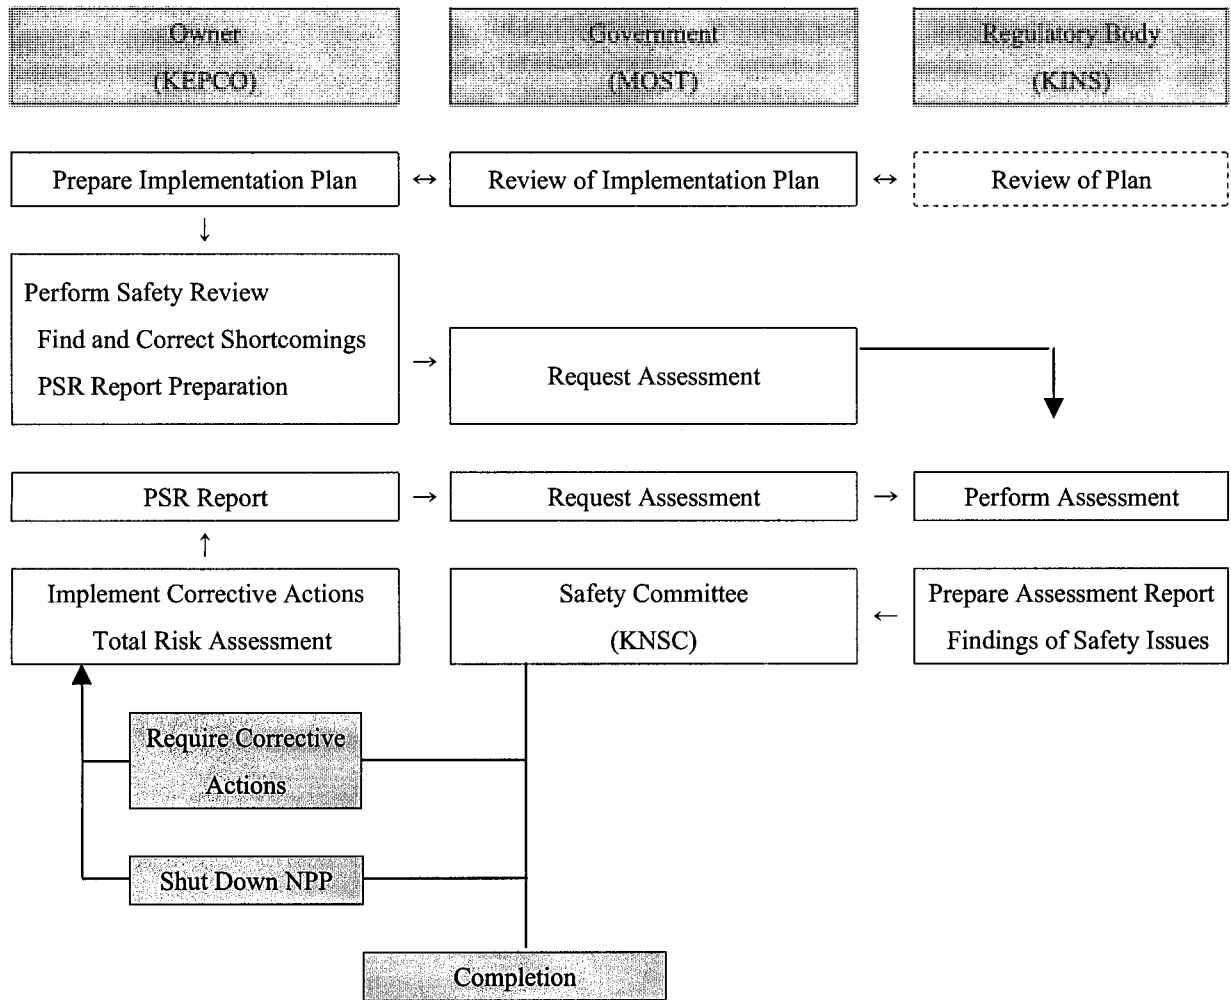 Owner
(KEPCO)
Government
(MOST)
Regulatory Body
(KINS)
Prepare Implementation Plan
↔
Review of Implementation Plan
↔
Review of Plan
↓
Perform Safety Review
Find and Correct Shortcomings
PSR Report Preparation
→
Request Assessment
PSR Report
→
Request Assessment
→
Perform Assessment
↑
Implement Corrective Actions
Total Risk Assessment
Safety Committee
(KNSC)
←
Prepare Assessment Report
Findings of Safety Issues
Require Corrective
Actions
Shut Down NPP
Completion